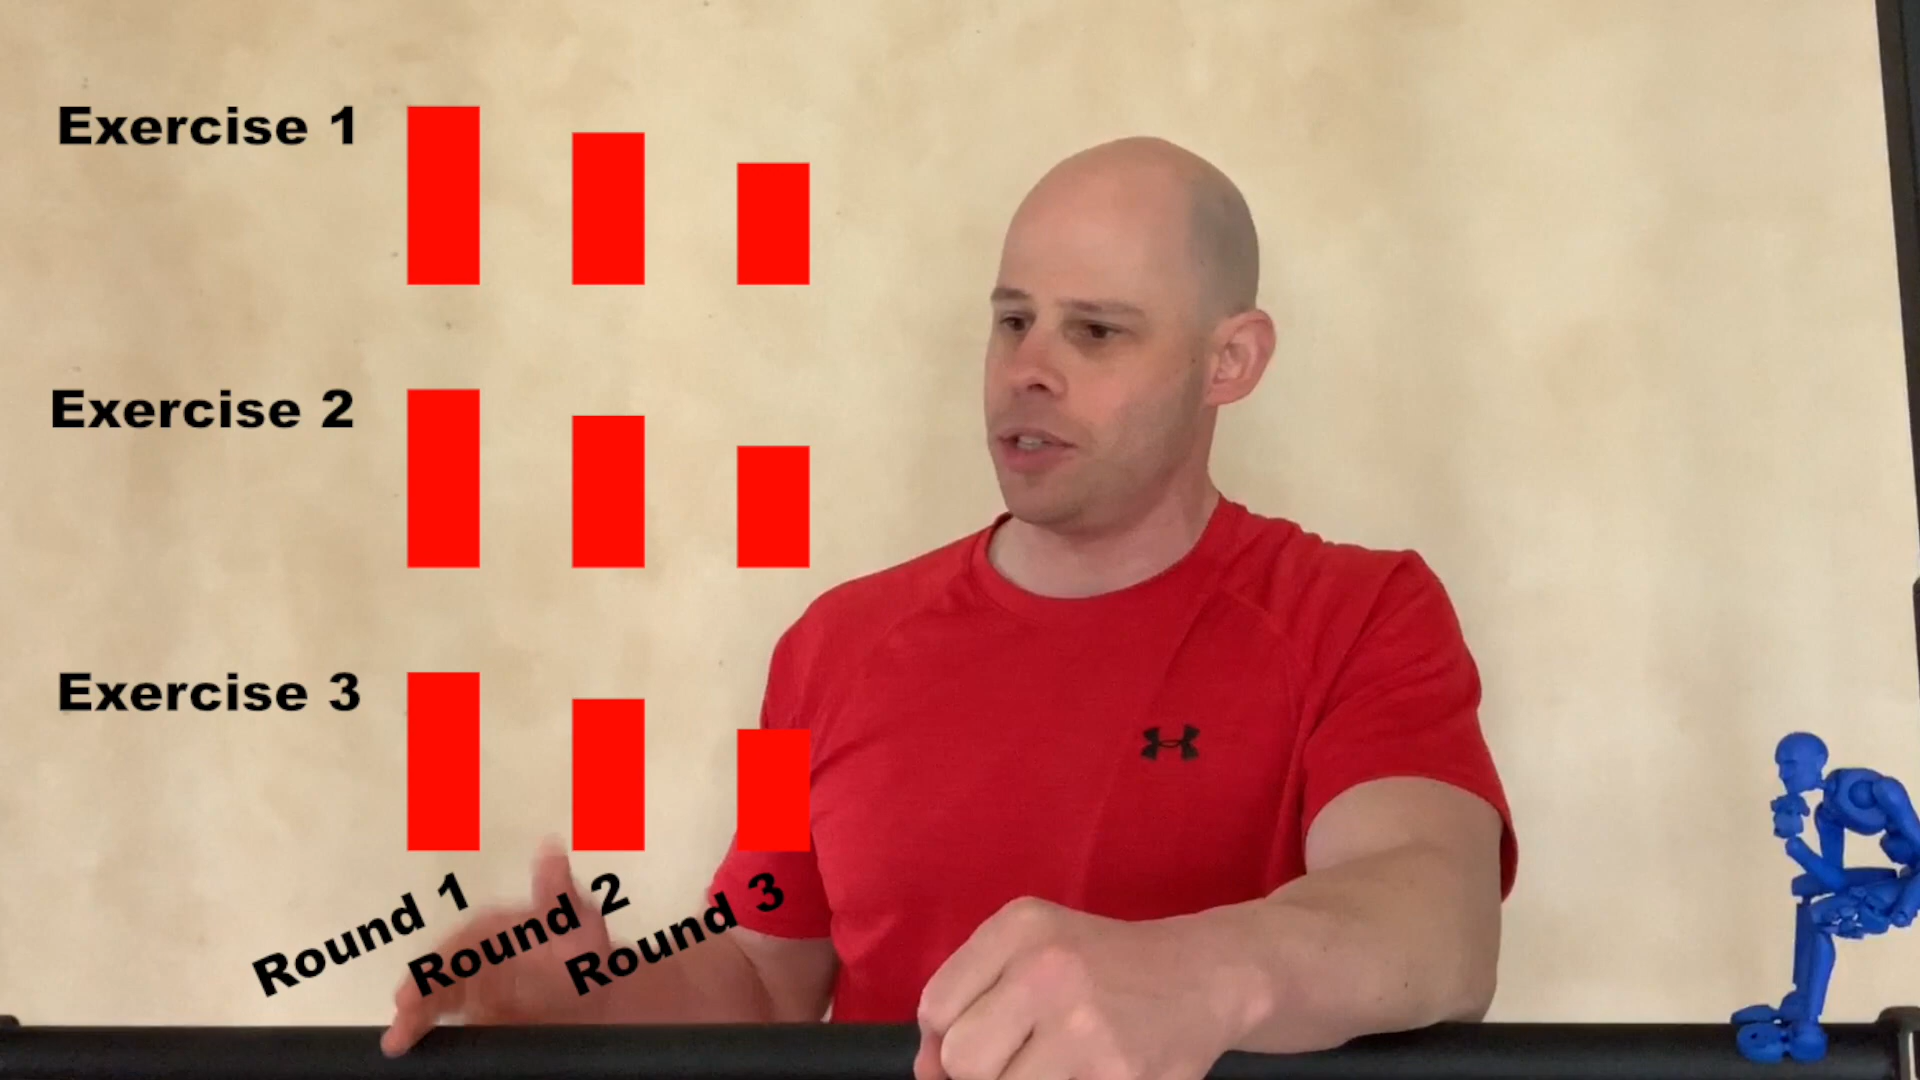 Exercise 1
Exercise 2
Exercise 3
Round 1
Round 2
Round 3